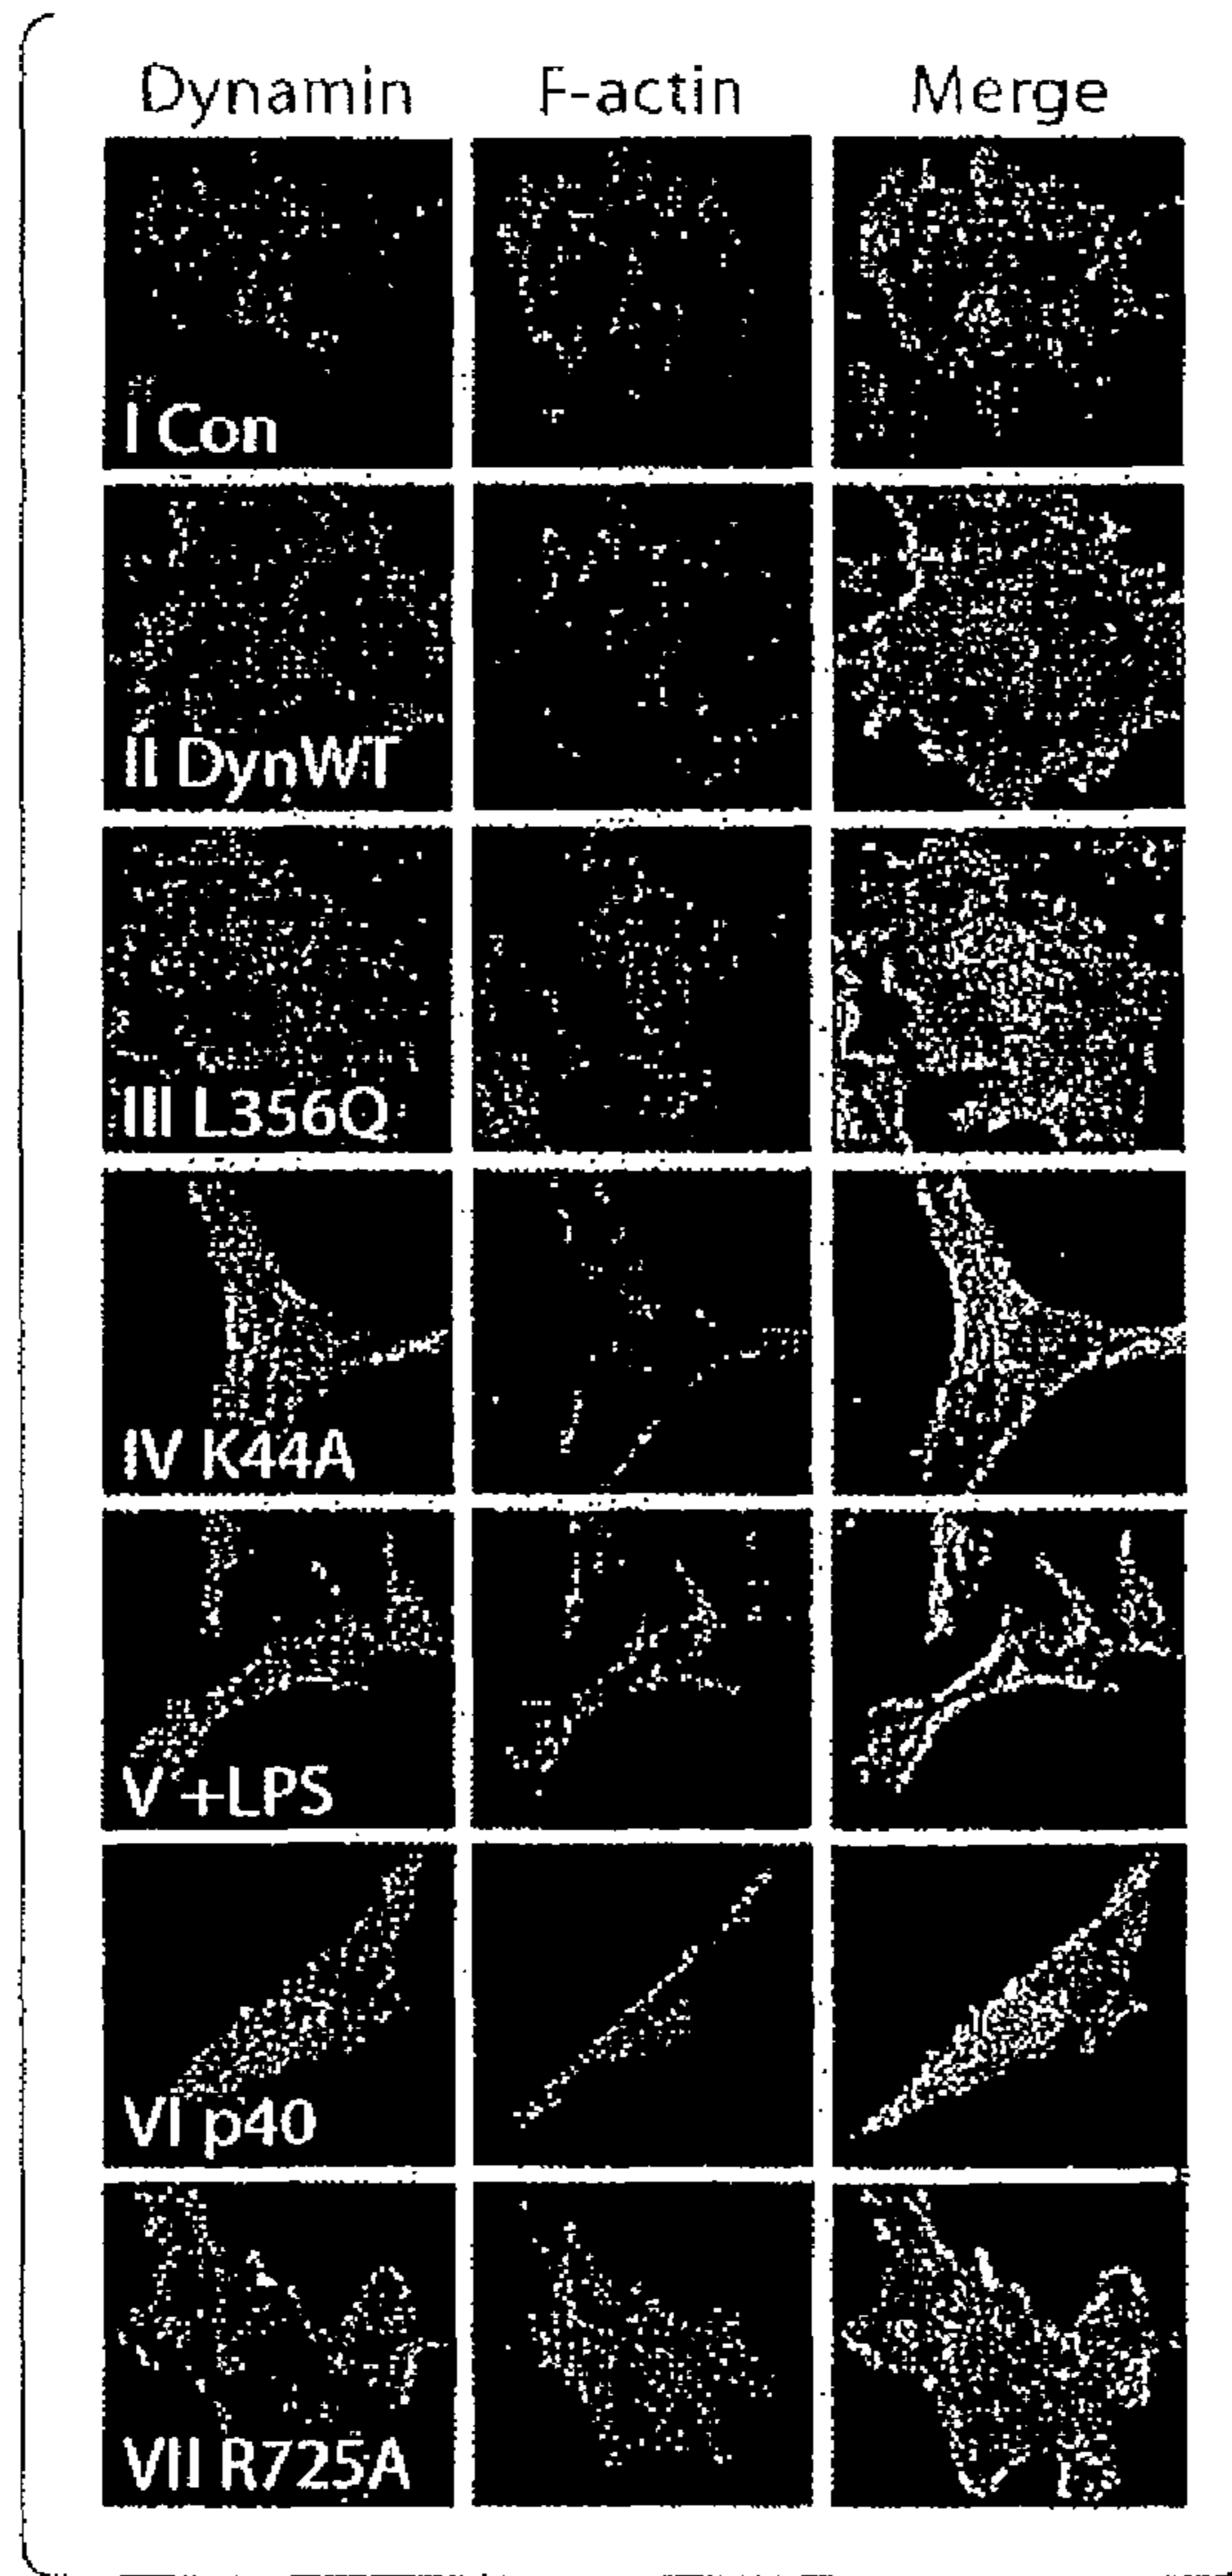 Dynamin F-actin Merge
I Con
II DynWT
III L356Q
IV K44A
V +LPS
VI p40
VII R725A